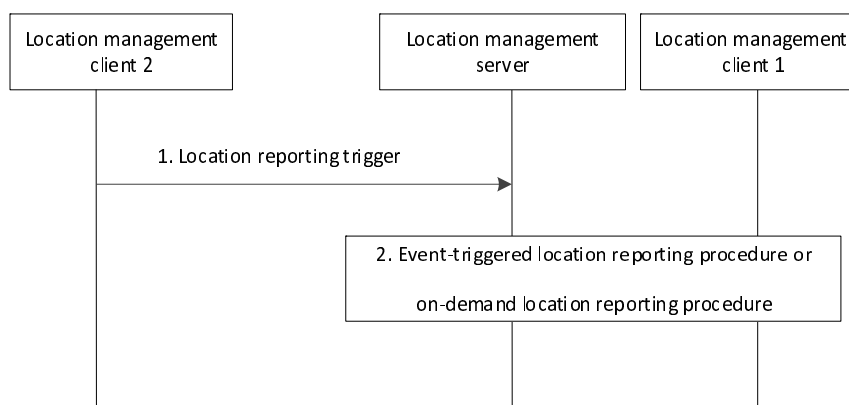 Location management
client 2
Location management
server
Location management
client 1
1. Location reporting trigger
2. Event-triggered location reporting procedure or
on-demand location reporting procedure